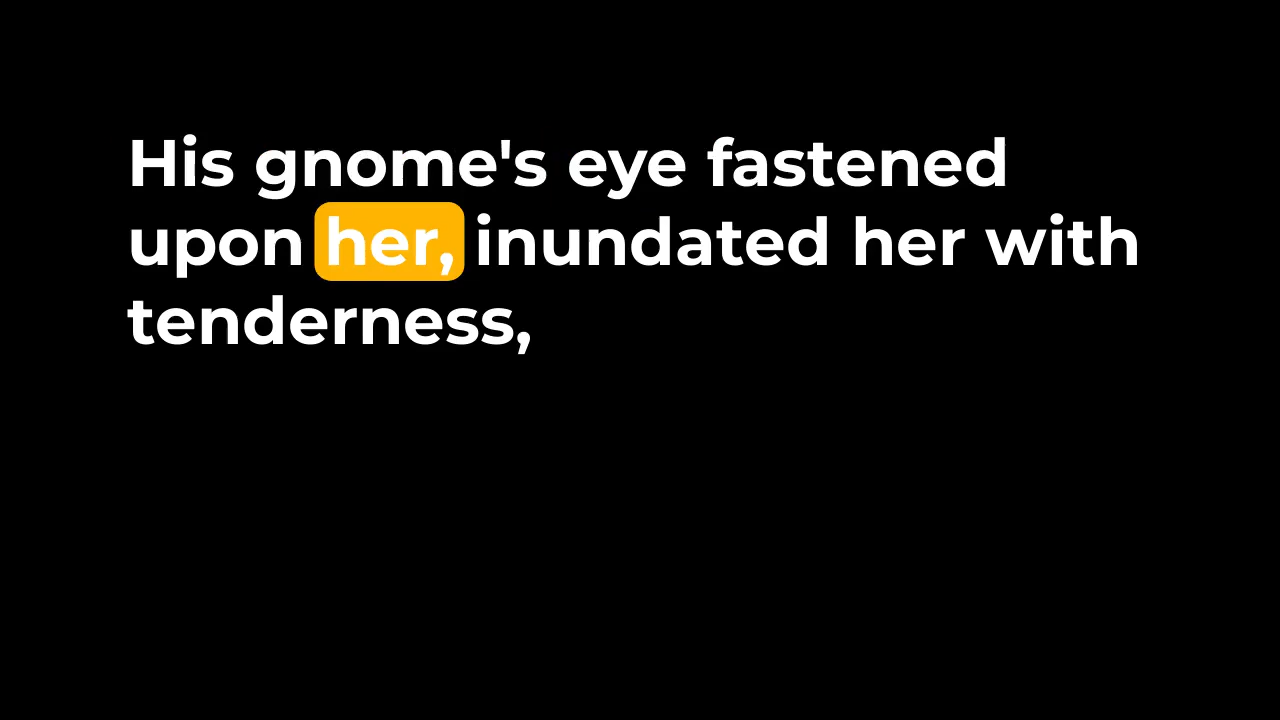 His gnome's eye fastened
upon her, inundated her with
tenderness,